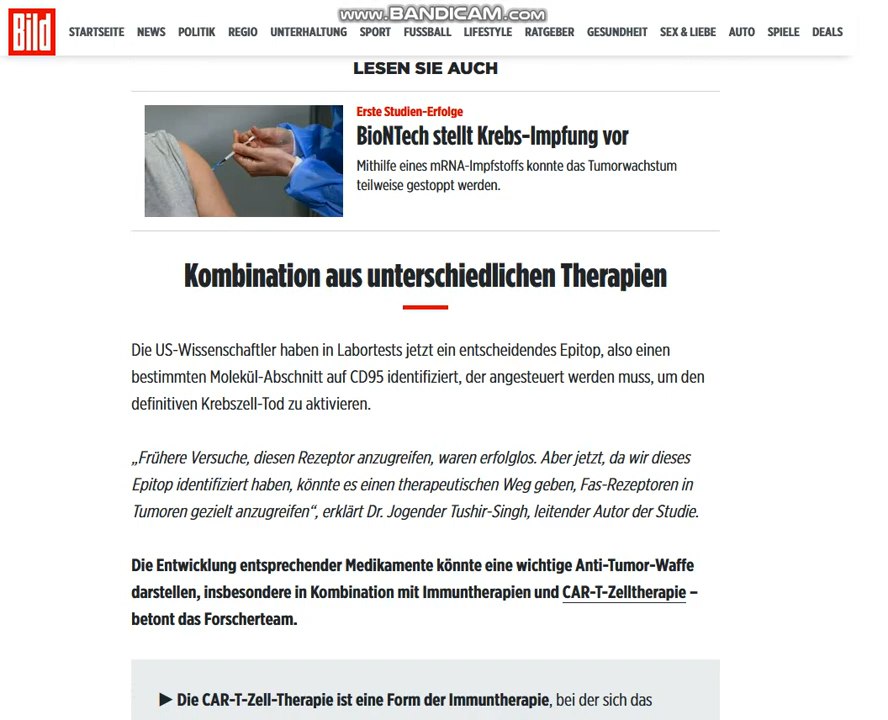 www.BANDICAM.com
Bild
STARTSEITE NEWS POLITIK REGIO UNTERHALTUNG SPORT FUSSBALL LIFESTYLE RATGEBER GESUNDHEIT SEX & LIEBE AUTO SPIELE DEALS
LESEN SIE AUCH
Erste Studien-Erfolge
BioNTech stellt Krebs-Impfung vor
Mithilfe eines mRNA-Impfstoffs konnte das Tumorwachstum
teilweise gestoppt werden.
Kombination aus unterschiedlichen Therapien
Die US-Wissenschaftler haben in Labortests jetzt ein entscheidendes Epitop, also einen
bestimmten Molekül-Abschnitt auf CD95 identifiziert, der angesteuert werden muss, um den
definitiven Krebszell-Tod zu aktivieren.
„Frühere Versuche, diesen Rezeptor anzugreifen, waren erfolglos. Aber jetzt, da wir dieses
Epitop identifiziert haben, könnte es einen therapeutischen Weg geben, Fas-Rezeptoren in
Tumoren gezielt anzugreifen“, erklärt Dr. Jogender Tushir-Singh, leitender Autor der Studie.
Die Entwicklung entsprechender Medikamente könnte eine wichtige Anti-Tumor-Waffe
darstellen, insbesondere in Kombination mit Immuntherapien und CAR-T-Zelltherapie –
betont das Forscherteam.
► Die CAR-T-Zell-Therapie ist eine Form der Immuntherapie, bei der sich das